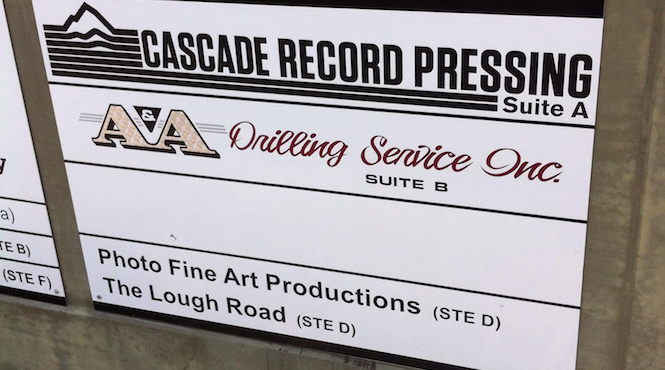 CASCADE RECORD PRESSING
Suite A
A&A Drilling Service Inc.
SUITE B
Photo Fine Art Productions (STE D)
The Lough Road (STE D)
y
a)
TE B)
(STE F)